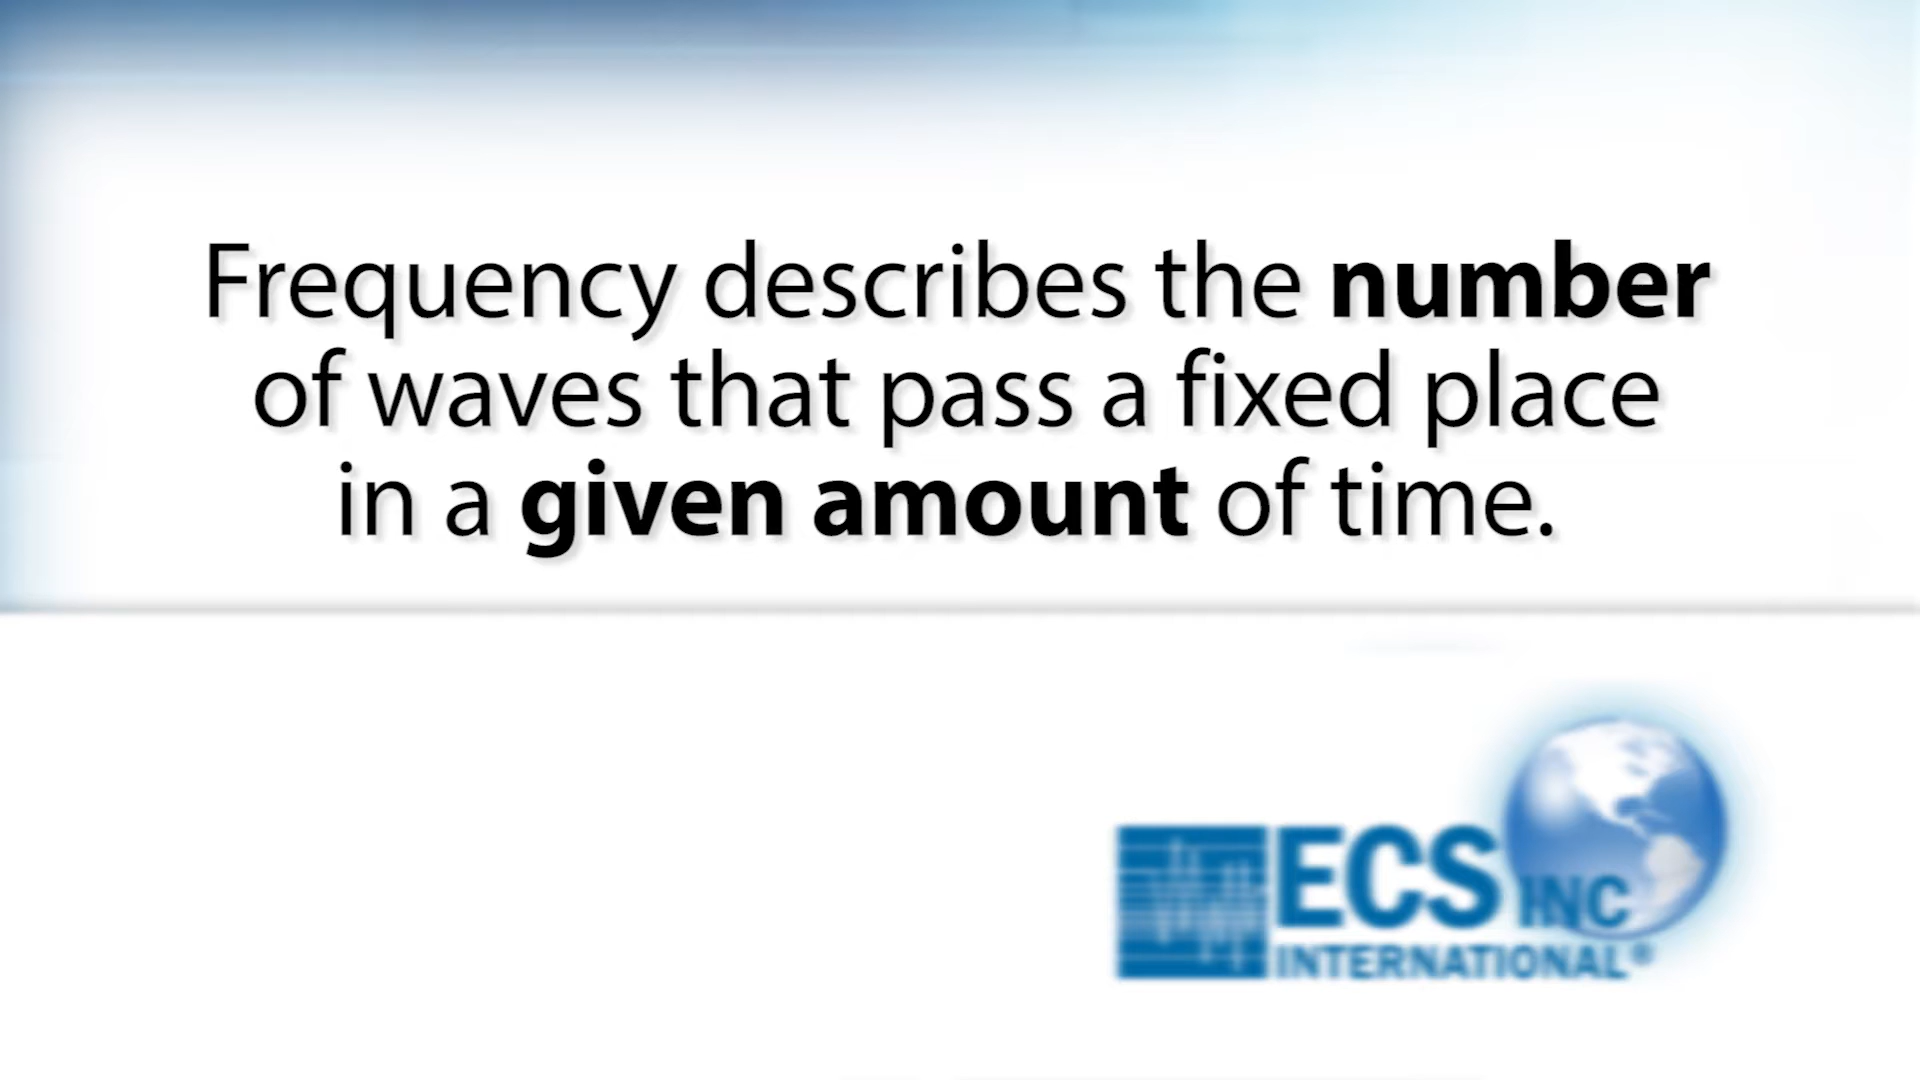 Frequency describes the number
of waves that pass a fixed place
in a given amount of time.
ECS INC
INTERNATIONAL®